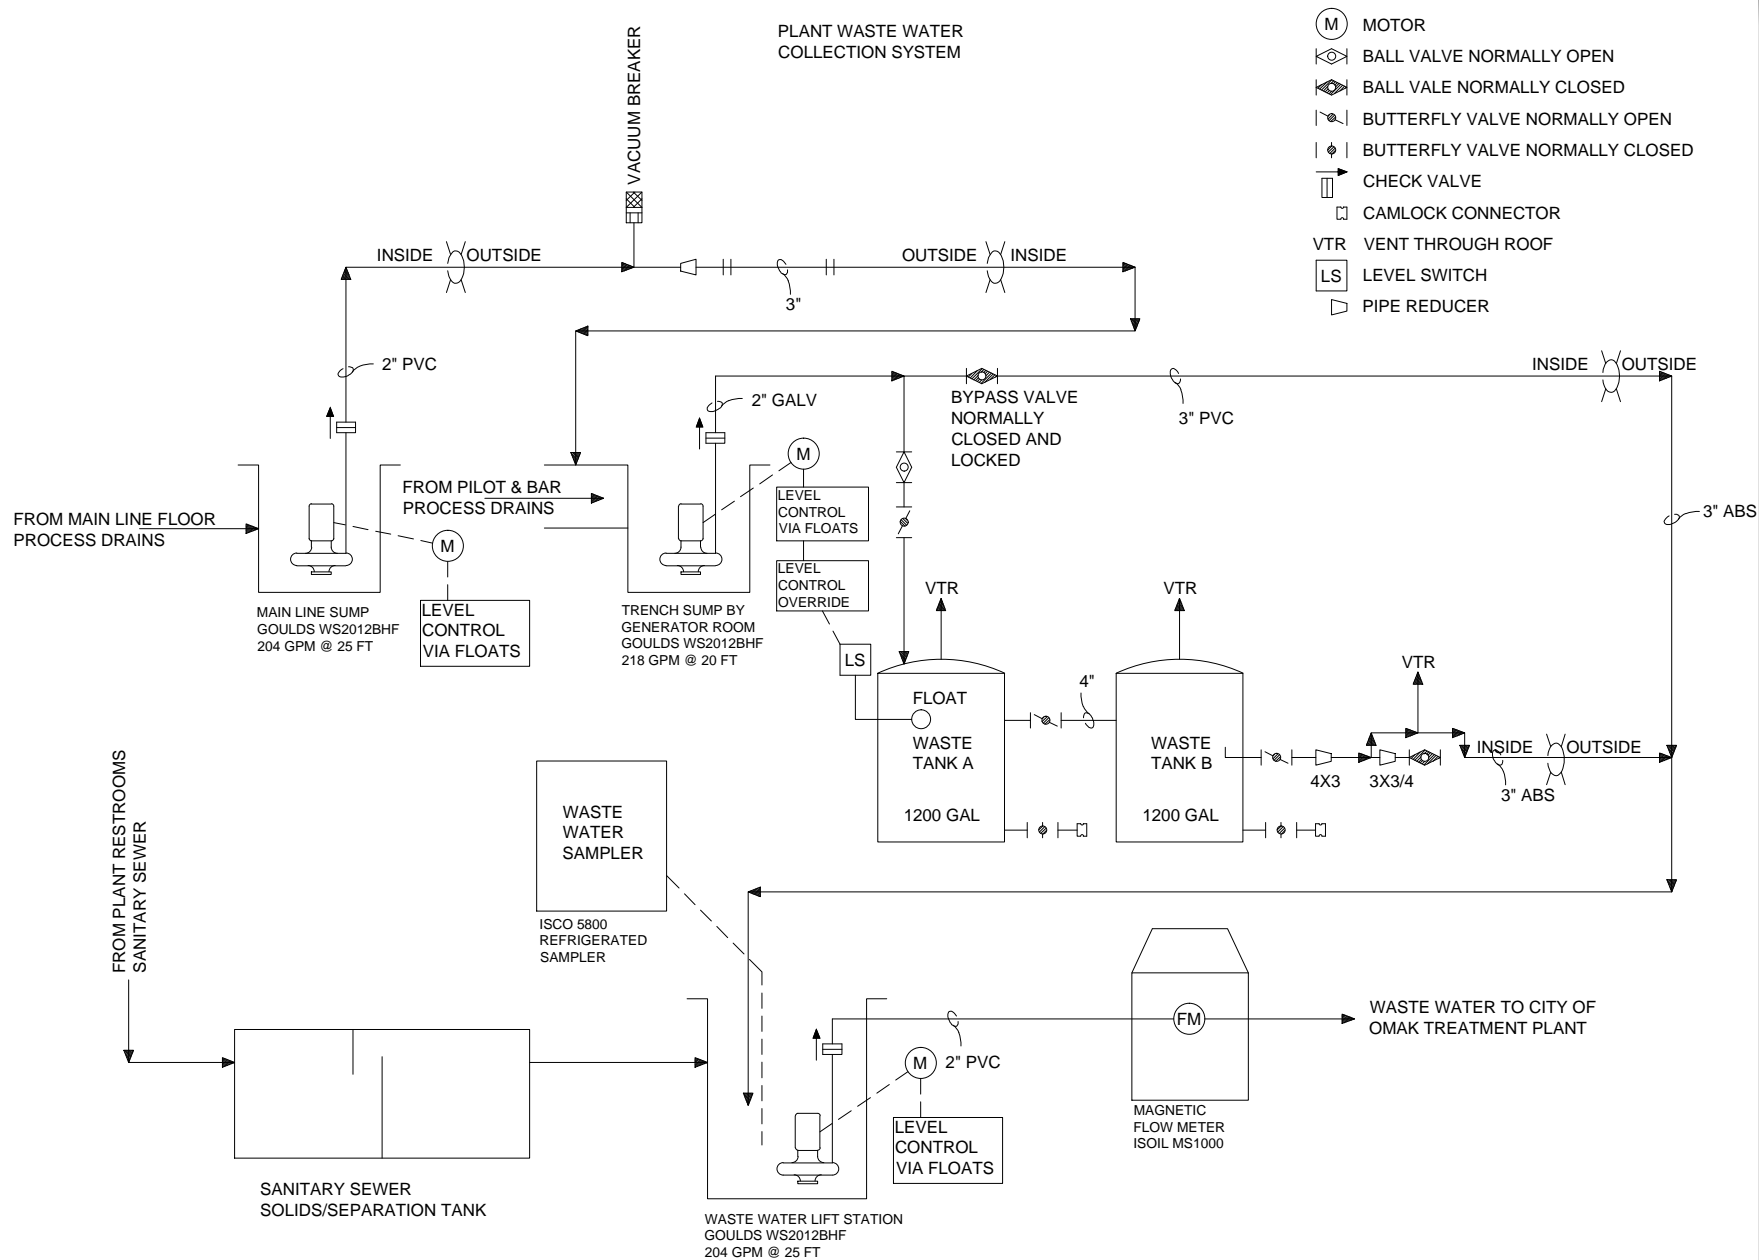 PLANT WASTE WATER
COLLECTION SYSTEM
M MOTOR
BALL VALVE NORMALLY OPEN
BALL VALE NORMALLY CLOSED
BUTTERFLY VALVE NORMALLY OPEN
BUTTERFLY VALVE NORMALLY CLOSED
CHECK VALVE
CAMLOCK CONNECTOR
VTR VENT THROUGH ROOF
LS LEVEL SWITCH
PIPE REDUCER
VACUUM BREAKER
INSIDE OUTSIDE
OUTSIDE INSIDE
3"
2" PVC
2" GALV
BYPASS VALVE
NORMALLY
CLOSED AND
LOCKED
3" PVC
INSIDE OUTSIDE
3" ABS
FROM MAIN LINE FLOOR
PROCESS DRAINS
M
LEVEL
CONTROL
VIA FLOATS
MAIN LINE SUMP
GOULDS WS2012BHF
204 GPM @ 25 FT
FROM PILOT & BAR
PROCESS DRAINS
M
LEVEL
CONTROL
VIA FLOATS
LEVEL
CONTROL
OVERRIDE
TRENCH SUMP BY
GENERATOR ROOM
GOULDS WS2012BHF
218 GPM @ 20 FT
LS
VTR
FLOAT
WASTE
TANK A
1200 GAL
4"
VTR
WASTE
TANK B
1200 GAL
4X3
3X3/4
VTR
INSIDE OUTSIDE
3" ABS
WASTE
WATER
SAMPLER
ISCO 5800
REFRIGERATED
SAMPLER
FROM PLANT RESTROOMS
SANITARY SEWER
SANITARY SEWER
SOLIDS/SEPARATION TANK
2" PVC
M
LEVEL
CONTROL
VIA FLOATS
WASTE WATER LIFT STATION
GOULDS WS2012BHF
204 GPM @ 25 FT
FM
MAGNETIC
FLOW METER
ISOIL MS1000
WASTE WATER TO CITY OF
OMAK TREATMENT PLANT